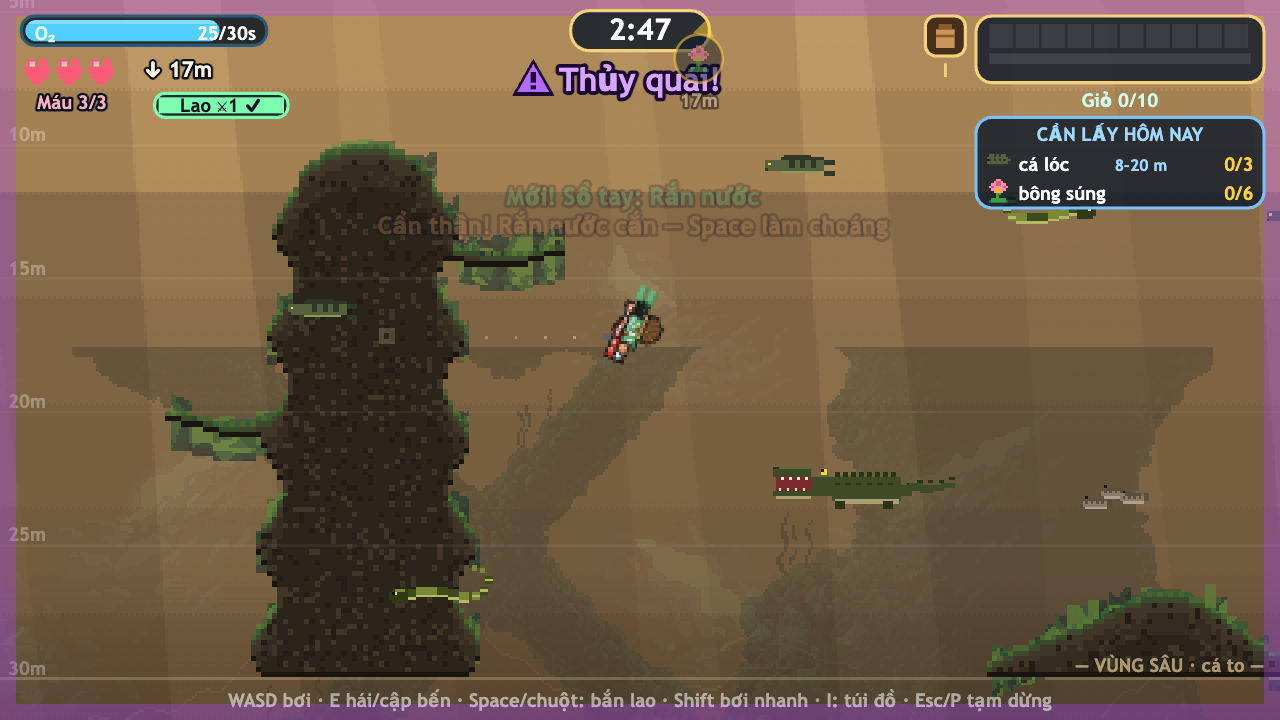 5m
O₂ 25/30s
2:47
↓ 17m
Thủy quái!
17m
Máu 3/3
Lao ×1 ✓
Giỏ 0/10
CẦN LẤY HÔM NAY
cá lóc 8-20 m 0/3
bông súng 0/6
10m
Mới! Sổ tay: Rắn nước
Cẩn thận! Rắn nước cắn — Space làm choáng
15m
20m
25m
30m
— VÙNG SÂU · cá to —
WASD bơi · E hái/cập bến · Space/chuột: bắn lao · Shift bơi nhanh · I: túi đồ · Esc/P tạm dừng